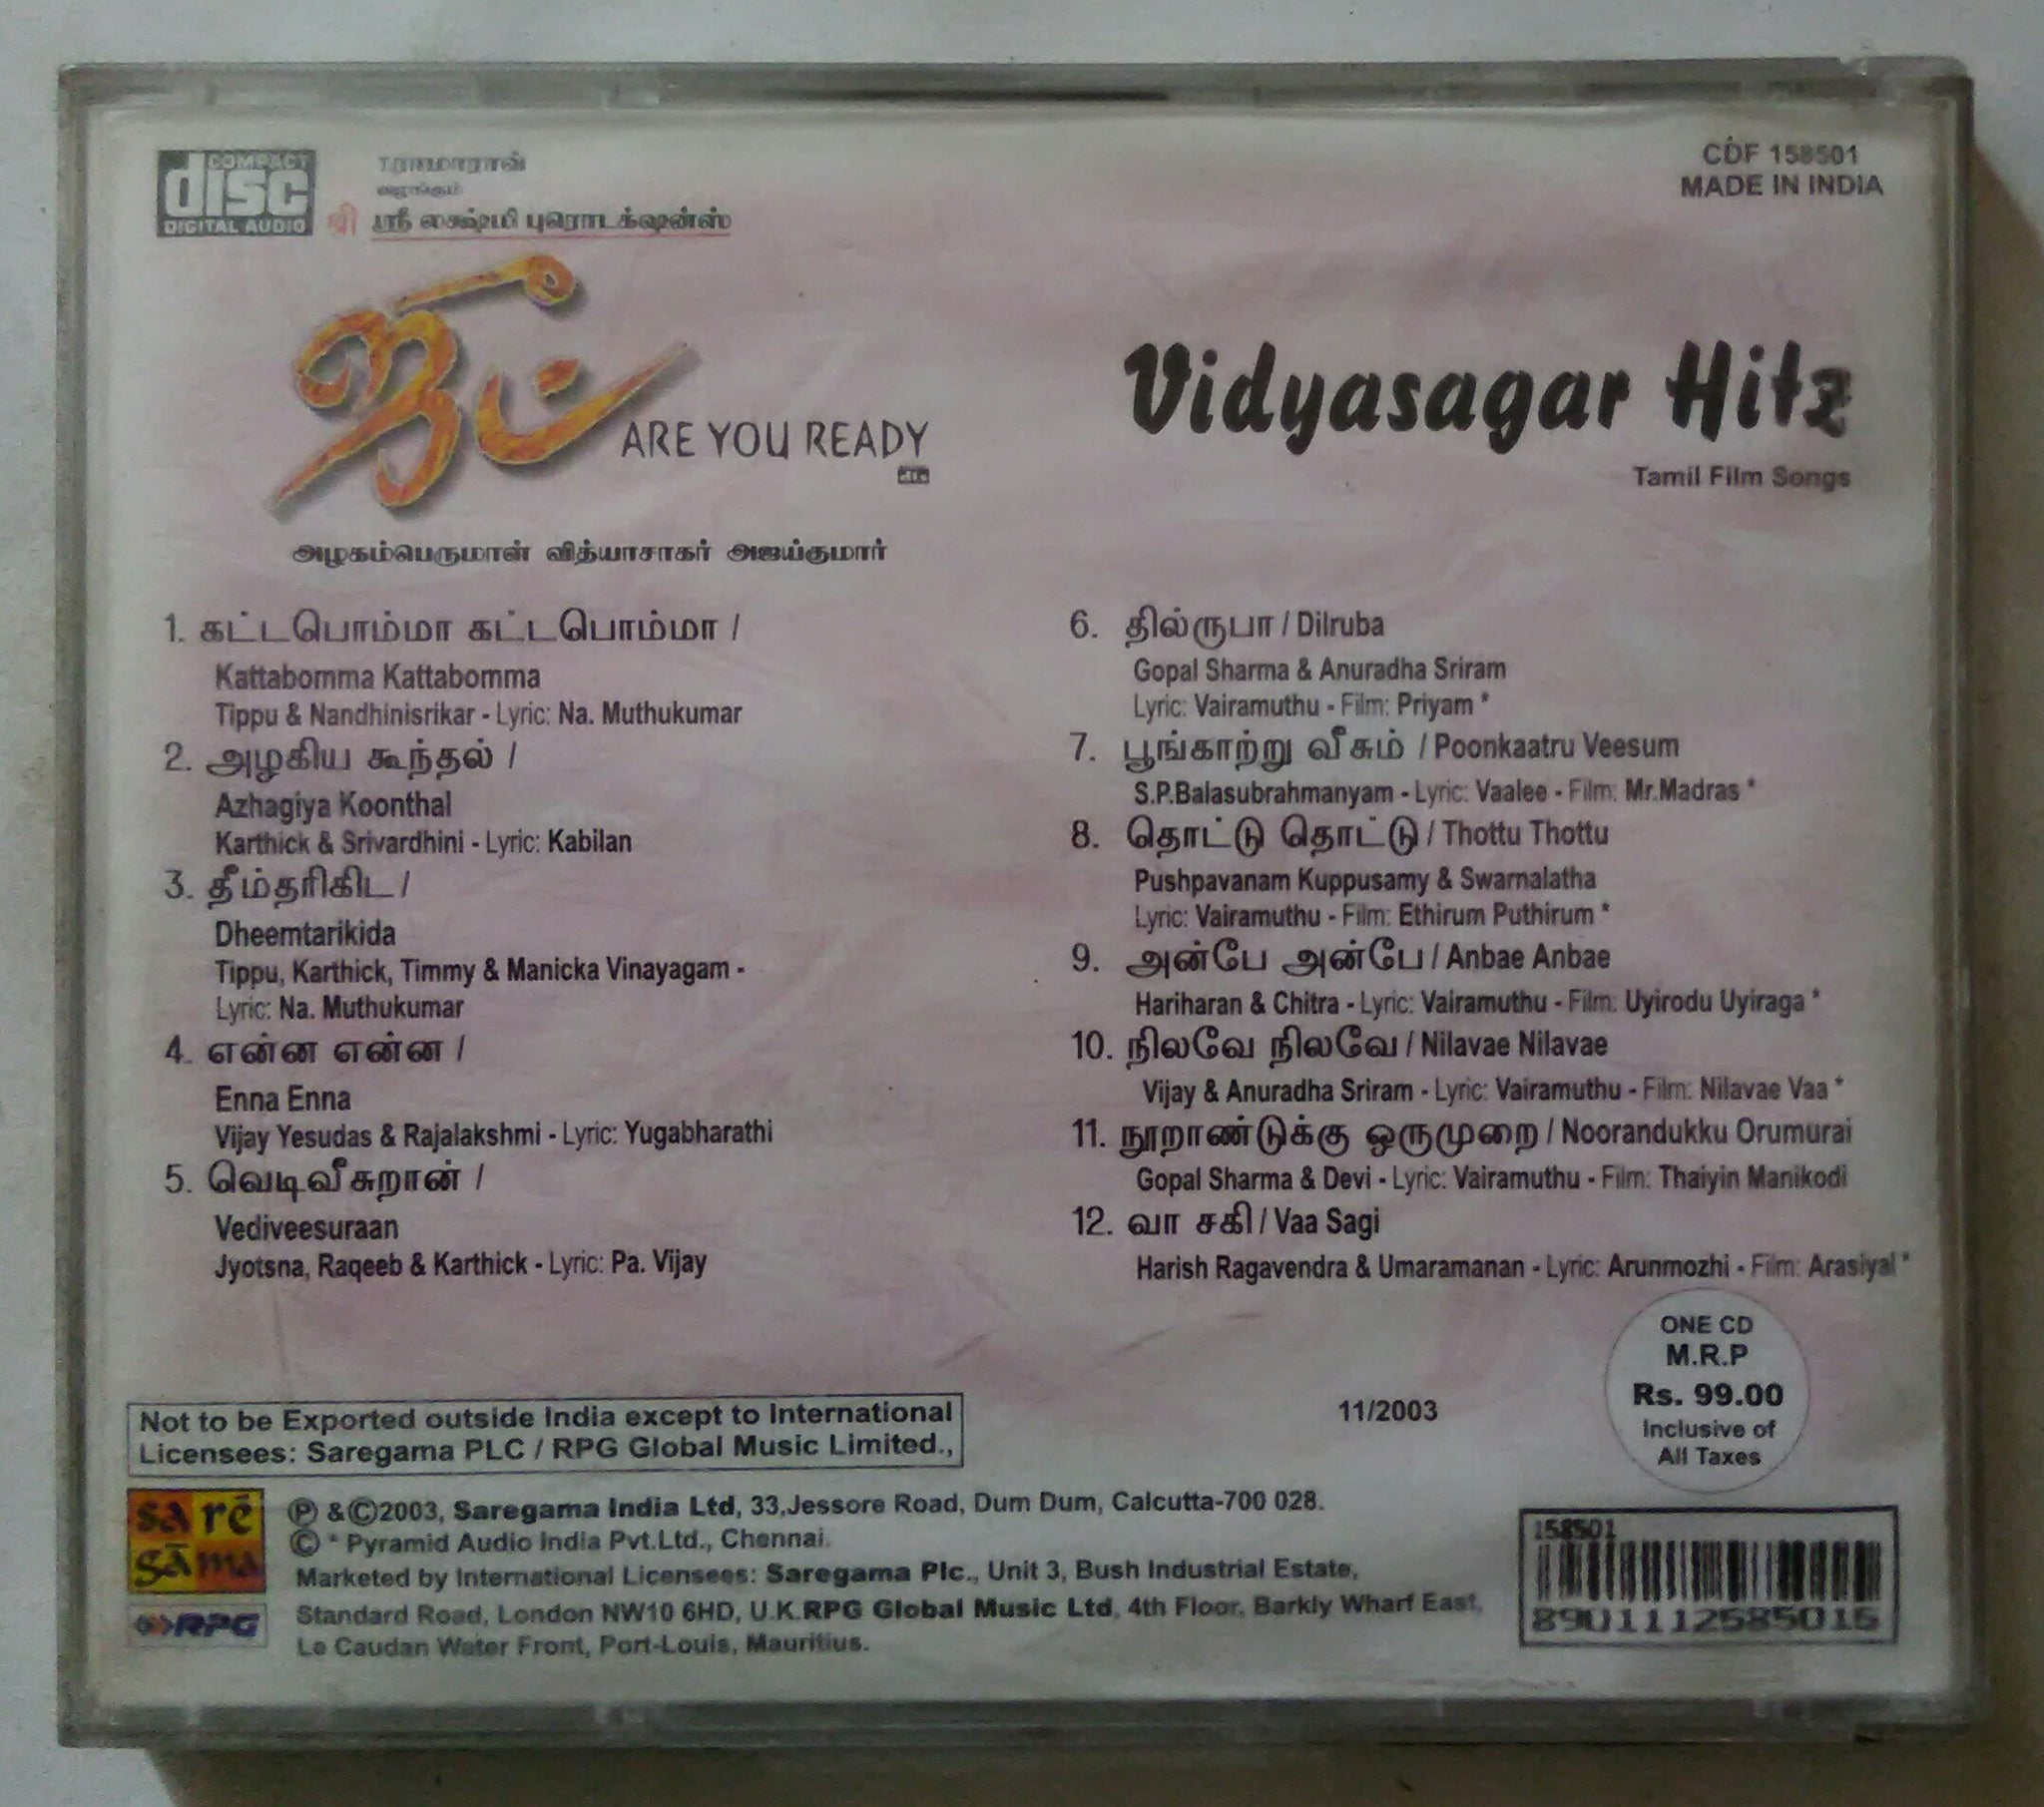 COMPACT
disc
DIGITAL AUDIO
ஸ்ரீ லக்ஷ்மி புரொடக்ஷன்ஸ்
CDF 158501
MADE IN INDIA
ஜூட்
ARE YOU READY
அழகம்பெருமாள் வித்யாசாகர் அஜய்குமார்
Vidyasagar Hitz
Tamil Film Songs
1. கட்டபொம்மா கட்டபொம்மா /
Kattabomma Kattabomma
Tippu & Nandhinisrikar - Lyric: Na. Muthukumar
2. அழகிய கூந்தல் /
Azhagiya Koonthal
Karthick & Srivardhini - Lyric: Kabilan
3. தீம்தரிகிட /
Dheemtarikida
Tippu, Karthick, Timmy & Manicka Vinayagam -
Lyric: Na. Muthukumar
4. என்ன என்ன /
Enna Enna
Vijay Yesudas & Rajalakshmi - Lyric: Yugabharathi
5. வெடிவீசுறான் /
Vediveesuraan
Jyotsna, Raqeeb & Karthick - Lyric: Pa. Vijay
6. தில்ருபா / Dilruba
Gopal Sharma & Anuradha Sriram
Lyric: Vairamuthu - Film: Priyam *
7. பூங்காற்று வீசும் / Poonkaatru Veesum
S.P.Balasubrahmanyam - Lyric: Vaalee - Film: Mr.Madras *
8. தொட்டு தொட்டு / Thottu Thottu
Pushpavanam Kuppusamy & Swarnalatha
Lyric: Vairamuthu - Film: Ethirum Puthirum *
9. அன்பே அன்பே / Anbae Anbae
Hariharan & Chitra - Lyric: Vairamuthu - Film: Uyirodu Uyiraga *
10. நிலவே நிலவே / Nilavae Nilavae
Vijay & Anuradha Sriram - Lyric: Vairamuthu - Film: Nilavae Vaa *
11. நூறாண்டுக்கு ஒருமுறை / Noorandukku Orumurai
Gopal Sharma & Devi - Lyric: Vairamuthu - Film: Thaiyin Manikodi
12. வா சகி / Vaa Sagi
Harish Ragavendra & Umaramanan - Lyric: Arunmozhi - Film: Arasiyal *
ONE CD
M.R.P
Rs. 99.00
Inclusive of
All Taxes
11/2003
Not to be Exported outside India except to International
Licensees: Saregama PLC / RPG Global Music Limited.,
sa rē
gāma
RPG
Ⓟ &Ⓒ2003, Saregama India Ltd, 33,Jessore Road, Dum Dum, Calcutta-700 028.
Ⓒ * Pyramid Audio India Pvt.Ltd., Chennai.
Marketed by International Licensees: Saregama Plc., Unit 3, Bush Industrial Estate,
Standard Road, London NW10 6HD, U.K.RPG Global Music Ltd, 4th Floor, Barkly Wharf East,
Le Caudan Water Front, Port-Louis, Mauritius.
158501
8901112585015